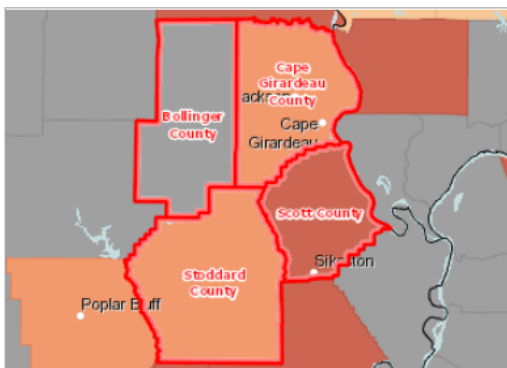 Cape
Girardeau
County
Bollinger
County
Cape
Girardeau
Scott County
Stoddard
County
Poplar Bluff